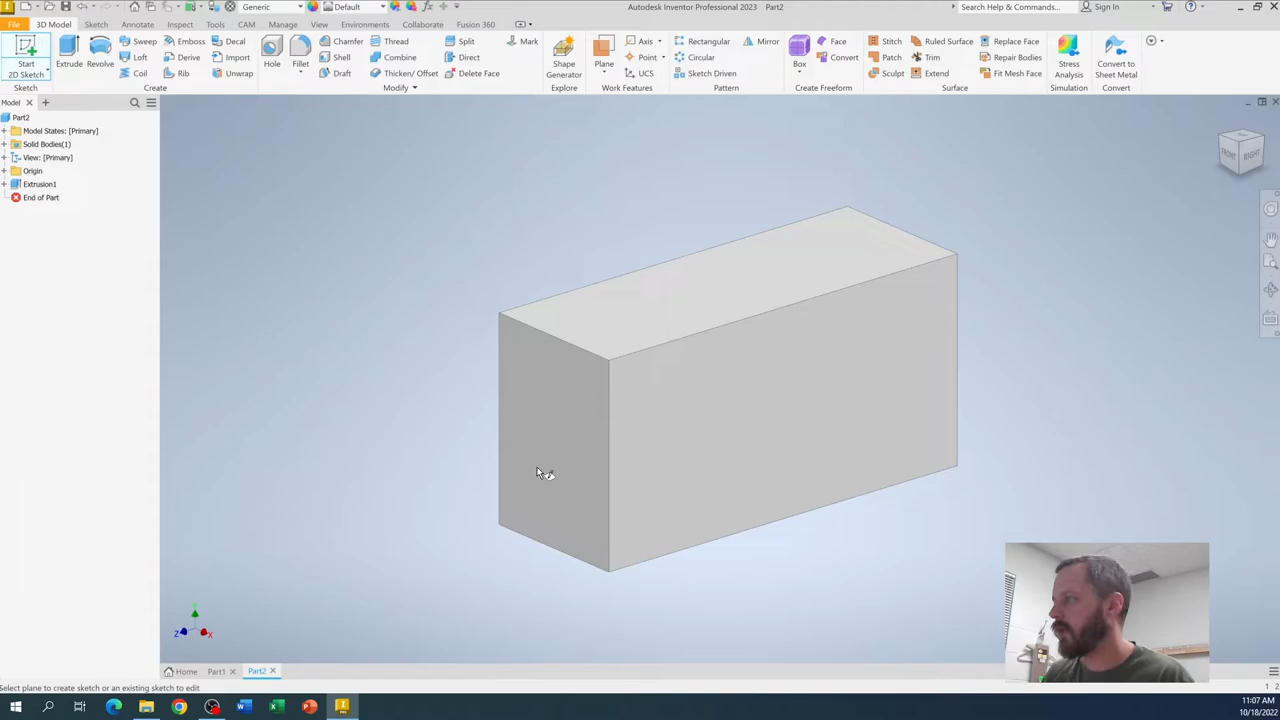 Generic
Default
Autodesk Inventor Professional 2023 Part2
Search Help & Commands...
Sign In
File 3D Model Sketch Annotate Inspect Tools CAM Manage View Environments Collaborate Fusion 360
Start
2D Sketch
Sketch
Extrude
Revolve
Sweep
Loft
Coil
Emboss
Derive
Rib
Decal
Import
Unwrap
Create
Hole
Fillet
Chamfer
Shell
Draft
Thread
Combine
Thicken/ Offset
Split
Direct
Delete Face
Modify
Mark
Shape
Generator
Explore
Plane
Axis
Point
UCS
Work Features
Rectangular
Circular
Sketch Driven
Mirror
Pattern
Box
Face
Convert
Create Freeform
Stitch
Patch
Sculpt
Ruled Surface
Trim
Extend
Replace Face
Repair Bodies
Fit Mesh Face
Surface
Stress
Analysis
Simulation
Convert to
Sheet Metal
Convert
Model
Part2
Model States: [Primary]
Solid Bodies(1)
View: [Primary]
Origin
Extrusion1
End of Part
FRONT
RIGHT
Z
X
Home Part1 Part2
Select plane to create sketch or an existing sketch to edit
1 2
11:07 AM
10/18/2022